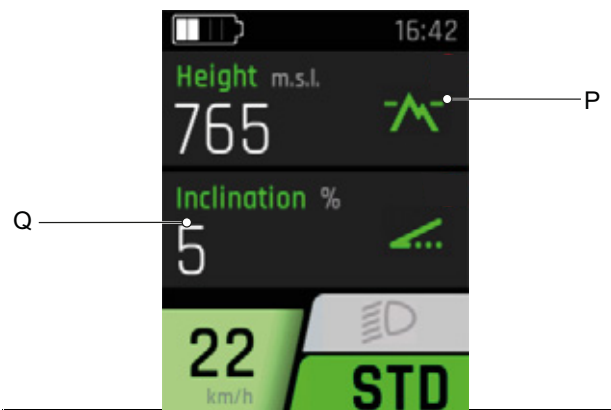 16:42
Height m.s.l.
765
P
Inclination %
Q
5
22
km/h
STD